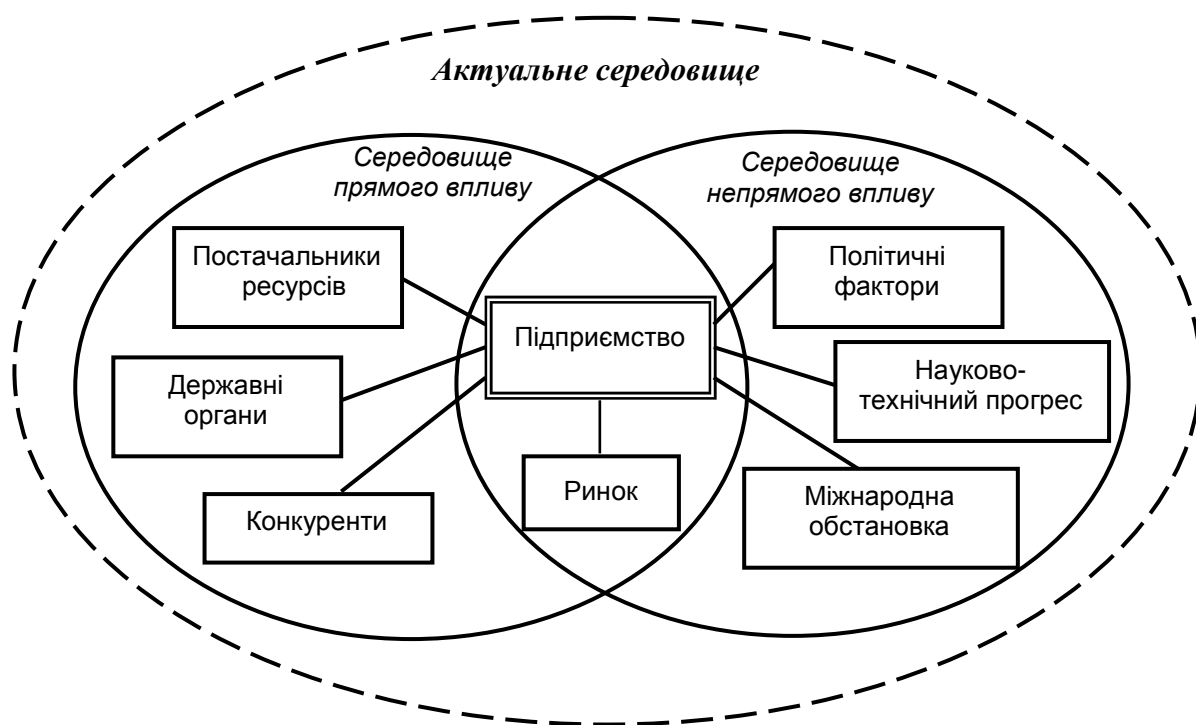 Актуальне середовище
Середовище
прямого впливу
Середовище
непрямого впливу
Постачальники
ресурсів
Політичні
фактори
Підприємство
Державні
органи
Науково-
технічний прогрес
Ринок
Конкуренти
Міжнародна
обстановка